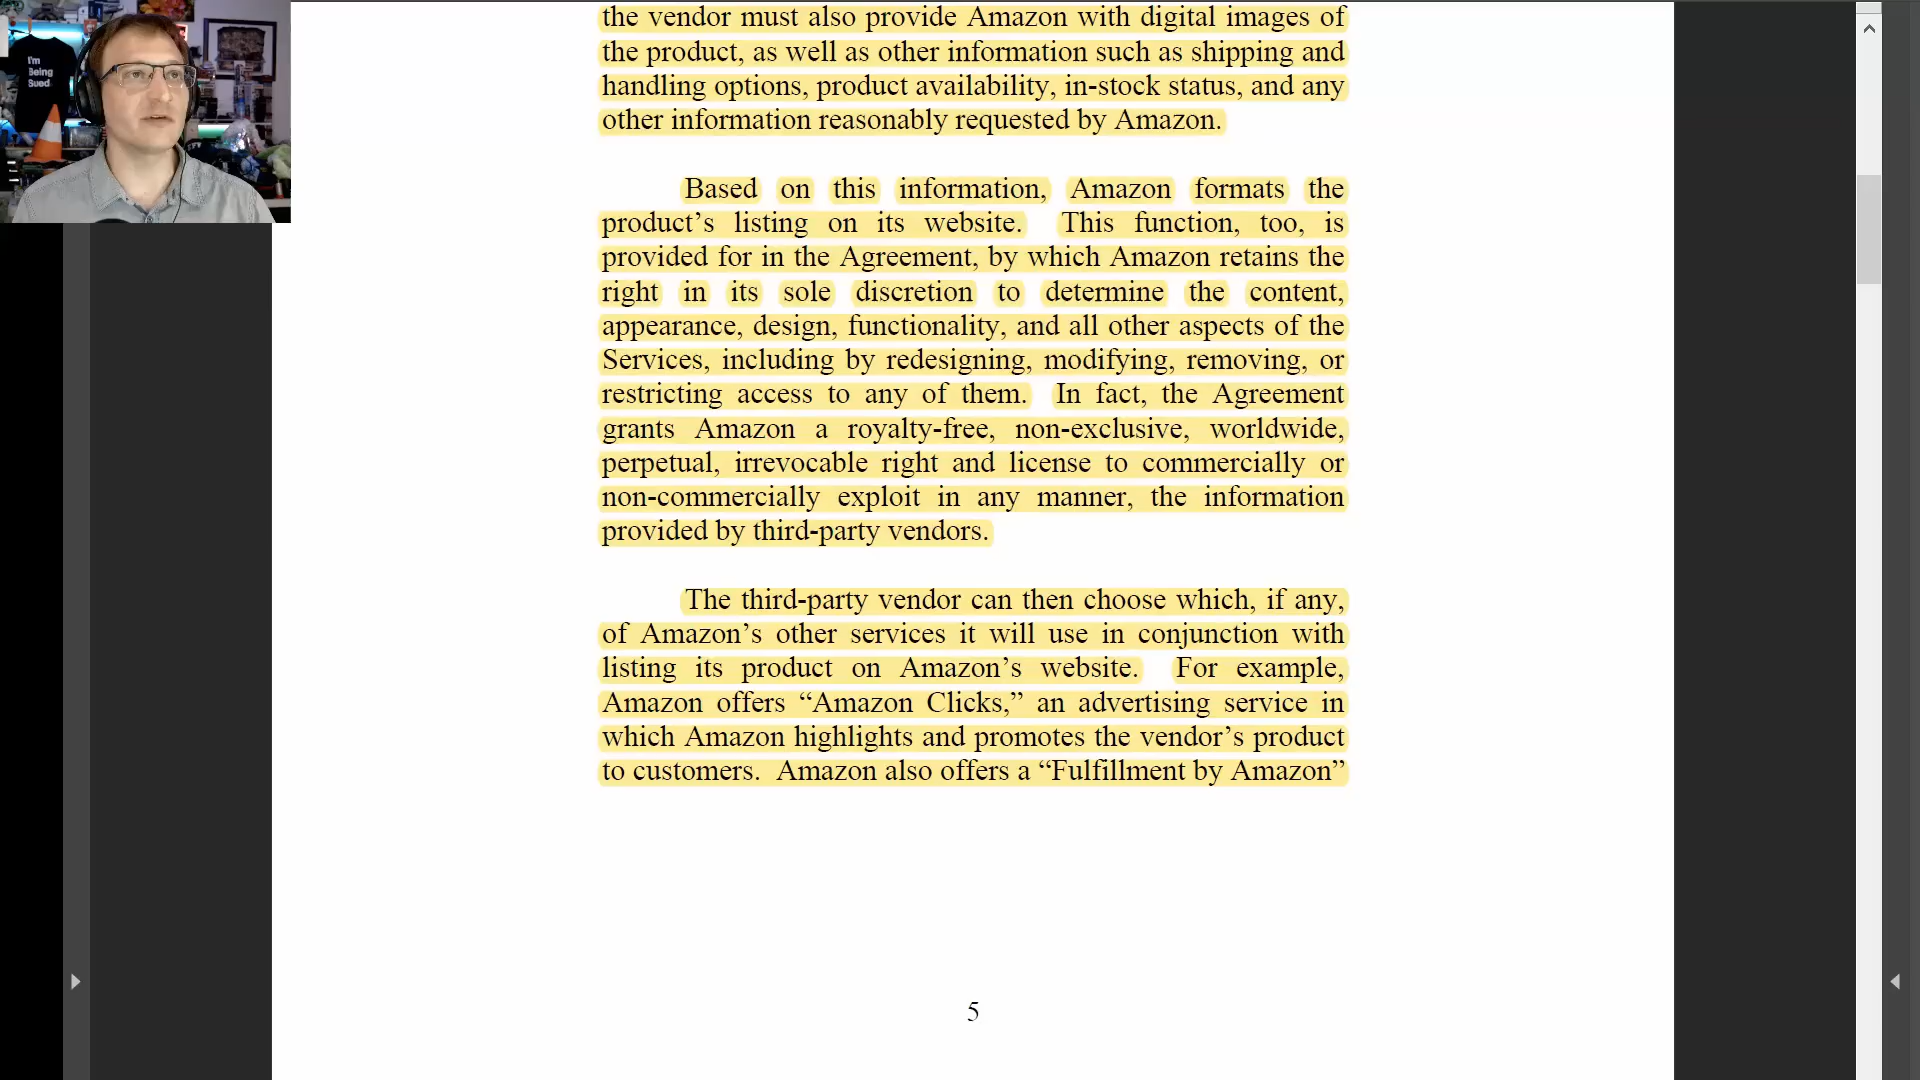 I'm
Being
Sued.
the vendor must also provide Amazon with digital images of
the product, as well as other information such as shipping and
handling options, product availability, in-stock status, and any
other information reasonably requested by Amazon.
Based on this information, Amazon formats the
product’s listing on its website. This function, too, is
provided for in the Agreement, by which Amazon retains the
right in its sole discretion to determine the content,
appearance, design, functionality, and all other aspects of the
Services, including by redesigning, modifying, removing, or
restricting access to any of them. In fact, the Agreement
grants Amazon a royalty-free, non-exclusive, worldwide,
perpetual, irrevocable right and license to commercially or
non-commercially exploit in any manner, the information
provided by third-party vendors.
The third-party vendor can then choose which, if any,
of Amazon’s other services it will use in conjunction with
listing its product on Amazon’s website. For example,
Amazon offers “Amazon Clicks,” an advertising service in
which Amazon highlights and promotes the vendor’s product
to customers. Amazon also offers a “Fulfillment by Amazon”
5